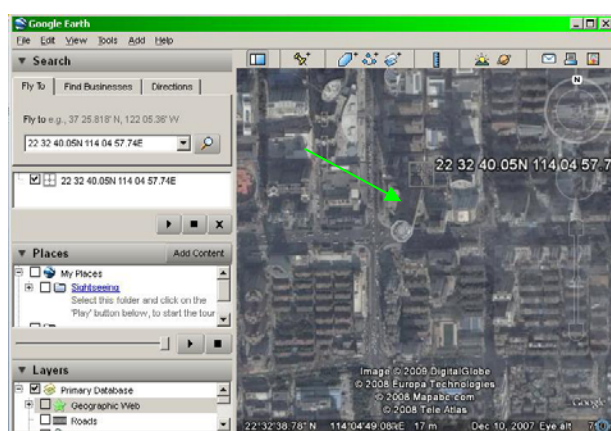 Google Earth
File Edit View Tools Add Help
Search
Fly To Find Businesses Directions
Fly to e.g., 37 25.818' N, 122 05.36' W
22 32 40.05N 114 04 57.74E
22 32 40.05N 114 04 57.74E
Places Add Content
My Places
Sightseeing
Select this folder and click on the
'Play' button below, to start the tour
Layers
Primary Database
Geographic Web
Roads
N
22 32 40.05N 114 04 57.7
Image © 2009 DigitalGlobe
© 2008 Europa Technologies
© 2008 Mapabc.com
© 2008 Tele Atlas
Google
22°32'38.78" N 114°04'49.08" E 17 m Dec 10, 2007 Eye alt